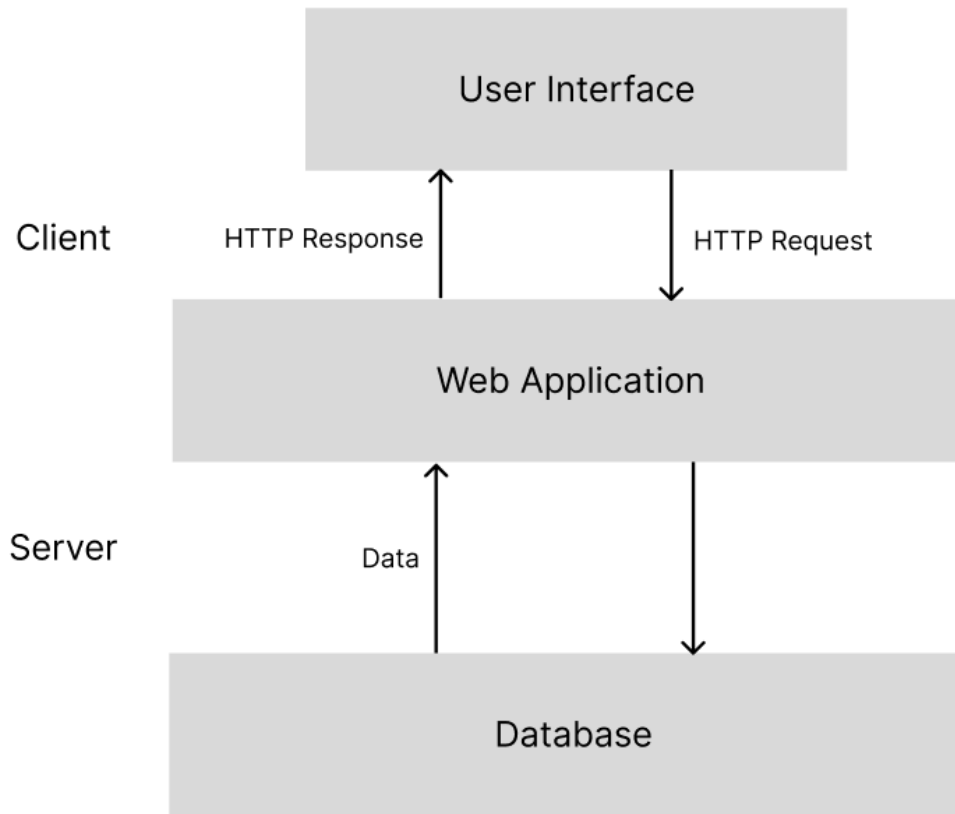 User Interface
Client
HTTP Response
HTTP Request
Web Application
Server
Data
Database